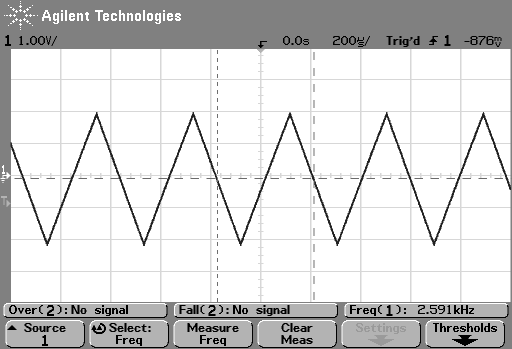 Agilent Technologies
1 1.00V/ 0.0s 200µs/ Trig'd 1 -876mV
1
T
Over(2): No signal Fall(2): No signal Freq(1): 2.591kHz
Source Select: Measure Clear Settings Thresholds
1 Freq Freq Meas